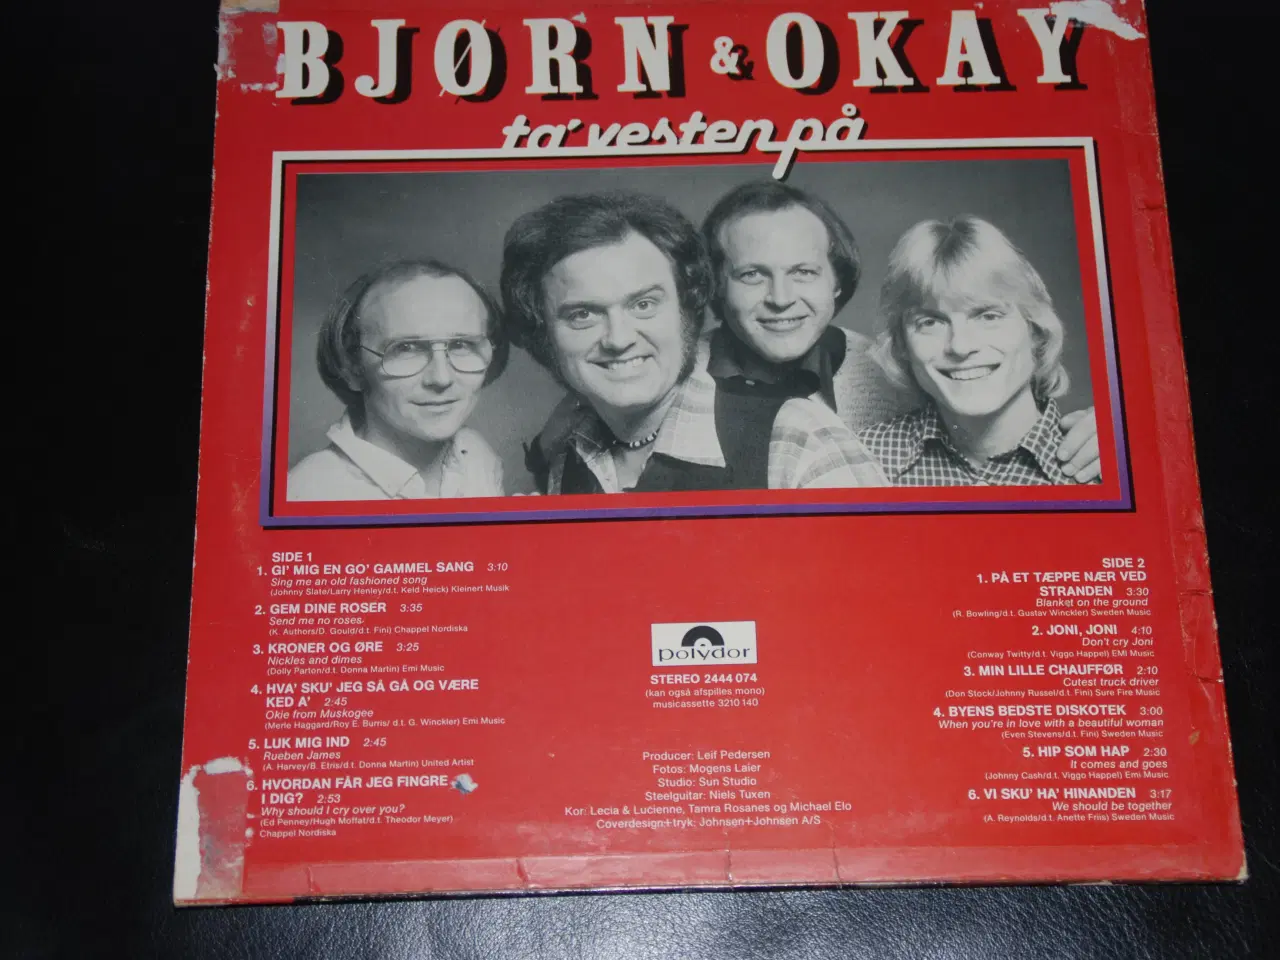 BJØRN & OKAY
ta' vesten på
SIDE 1
1. GI' MIG EN GO' GAMMEL SANG 3:10
Sing me an old fashioned song
(Johnny Slate/Larry Henley/d.t. Keld Heick) Kleinert Musik
2. GEM DINE ROSER 3:35
Send me no roses
(K. Authors/D. Gould/d.t. Fini) Chappel Nordiska
3. KRONER OG ØRE 3:25
Nickles and dimes
(Dolly Parton/d.t. Donna Martin) Emi Music
4. HVA' SKU' JEG SÅ GÅ OG VÆRE
KED A' 2:45
Okie from Muskogee
(Merle Haggard/Roy E. Burris/ d.t. G. Winckler) Emi Music
5. LUK MIG IND 2:45
Rueben James
(A. Harvey/B. Etris/d.t. Donna Martin) United Artist
6. HVORDAN FÅR JEG FINGRE
I DIG? 2:53
Why should I cry over you?
(Ed Penney/Hugh Moffat/d.t. Theodor Meyer)
Chappel Nordiska
polydor
STEREO 2444 074
(kan også afspilles mono)
musicassette 3210 140
Producer: Leif Pedersen
Fotos: Mogens Laier
Studio: Sun Studio
Steelguitar: Niels Tuxen
Kor: Lecia & Lucienne, Tamra Rosanes og Michael Elo
Coverdesign+tryk: Johnsen+Johnsen A/S
SIDE 2
1. PÅ ET TÆPPE NÆR VED
STRANDEN 3:30
Blanket on the ground
(R. Bowling/d.t. Gustav Winckler) Sweden Music
2. JONI, JONI 4:10
Don't cry Joni
(Conway Twitty/d.t. Viggo Happel) EMI Music
3. MIN LILLE CHAUFFØR 2:10
Cutest truck driver
(Don Stock/Johnny Russel/d.t. Fini) Sure Fire Music
4. BYENS BEDSTE DISKOTEK 3:00
When you're in love with a beautiful woman
(Even Stevens/d.t. Fini) Sweden Music
5. HIP SOM HAP 2:30
It comes and goes
(Johnny Cash/d.t. Viggo Happel) Emi Music
6. VI SKU' HA' HINANDEN 3:17
We should be together
(A. Reynolds/d.t. Anette Friis) Sweden Music